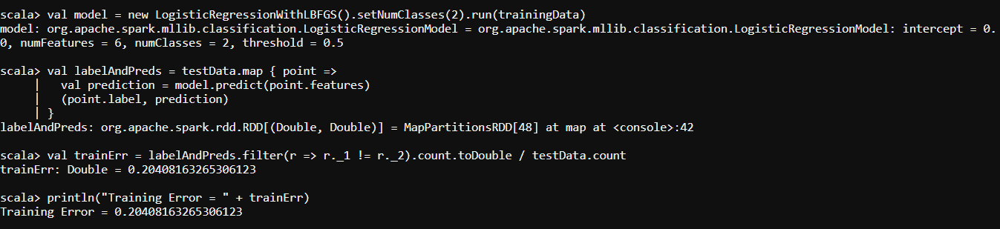 scala> val model = new LogisticRegressionWithLBFGS().setNumClasses(2).run(trainingData)
model: org.apache.spark.mllib.classification.LogisticRegressionModel = org.apache.spark.mllib.classification.LogisticRegressionModel: intercept = 0.
0, numFeatures = 6, numClasses = 2, threshold = 0.5
scala> val labelAndPreds = testData.map { point =>
     |   val prediction = model.predict(point.features)
     |   (point.label, prediction)
     | }
labelAndPreds: org.apache.spark.rdd.RDD[(Double, Double)] = MapPartitionsRDD[48] at map at <console>:42
scala> val trainErr = labelAndPreds.filter(r => r._1 != r._2).count.toDouble / testData.count
trainErr: Double = 0.20408163265306123
scala> println("Training Error = " + trainErr)
Training Error = 0.20408163265306123